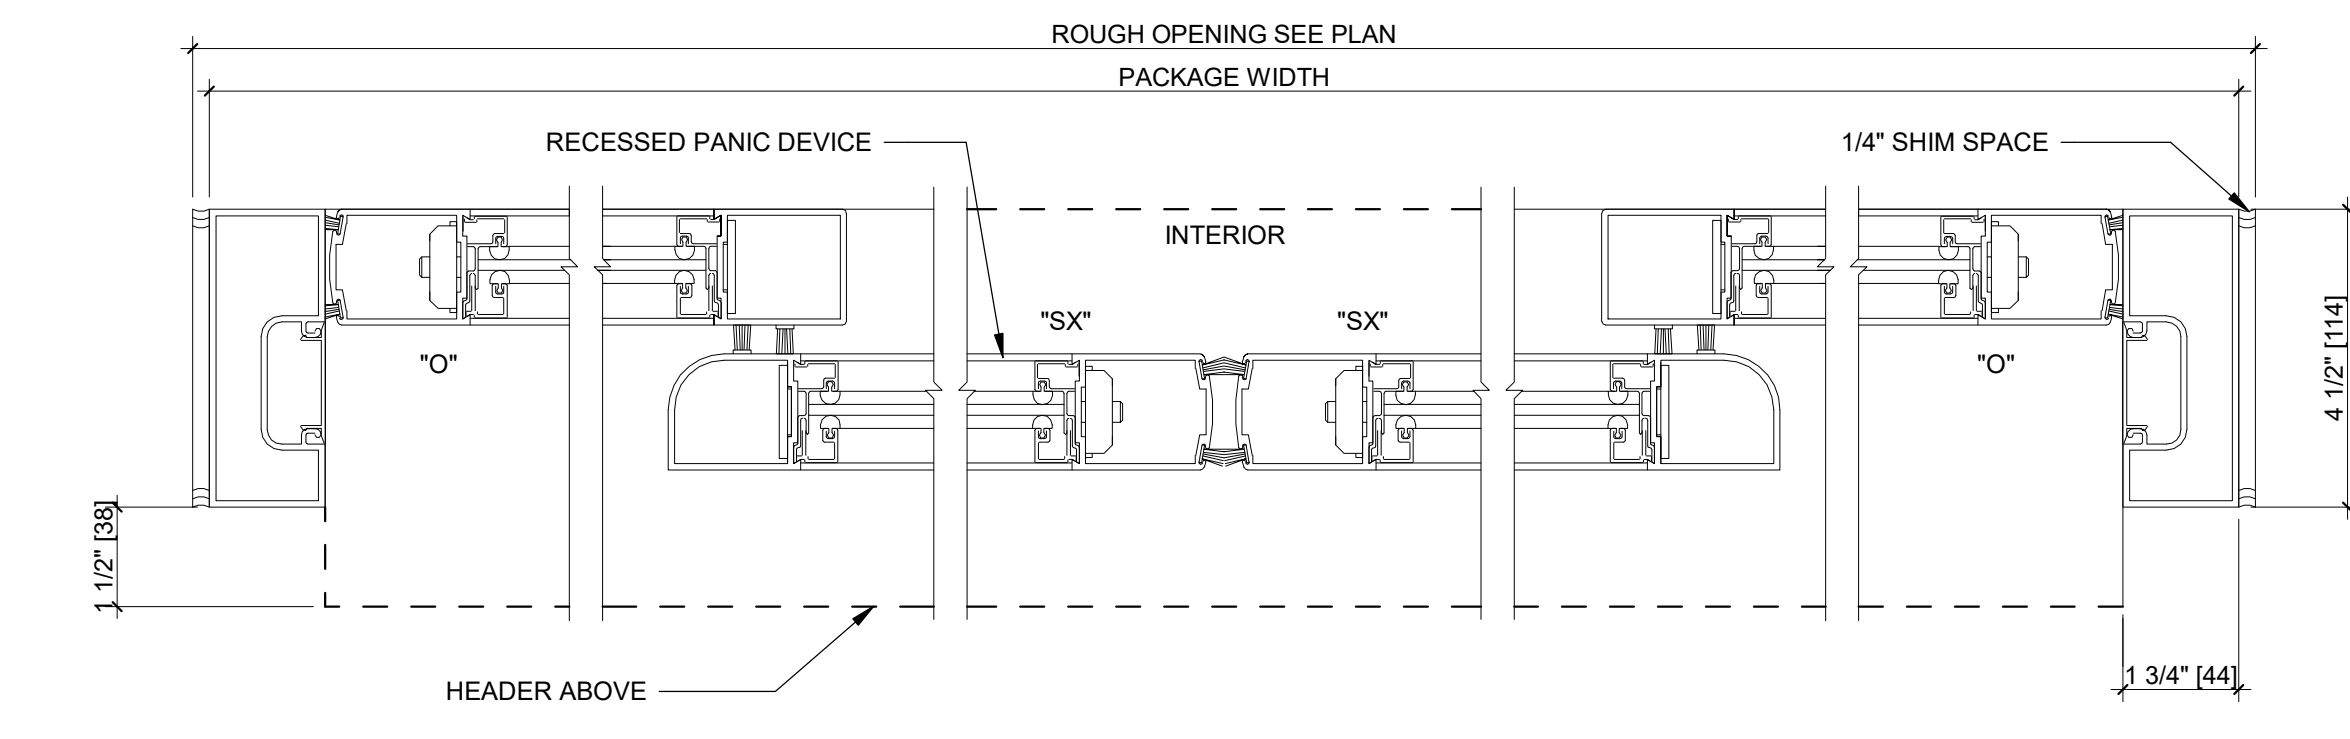 ROUGH OPENING SEE PLAN
PACKAGE WIDTH
RECESSED PANIC DEVICE
1/4" SHIM SPACE
INTERIOR
"SX"
"SX"
"O"
"O"
4 1/2" [114]
1 1/2" [38]
1 3/4" [44]
HEADER ABOVE